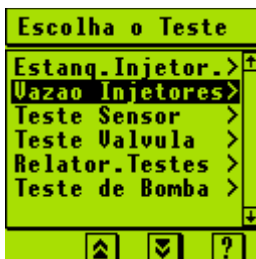 Escolha o Teste
Estanq.Injetor.>
Vazao Injetores>
Teste Sensor >
Teste Valvula >
Relator.Testes >
Teste de Bomba >
?